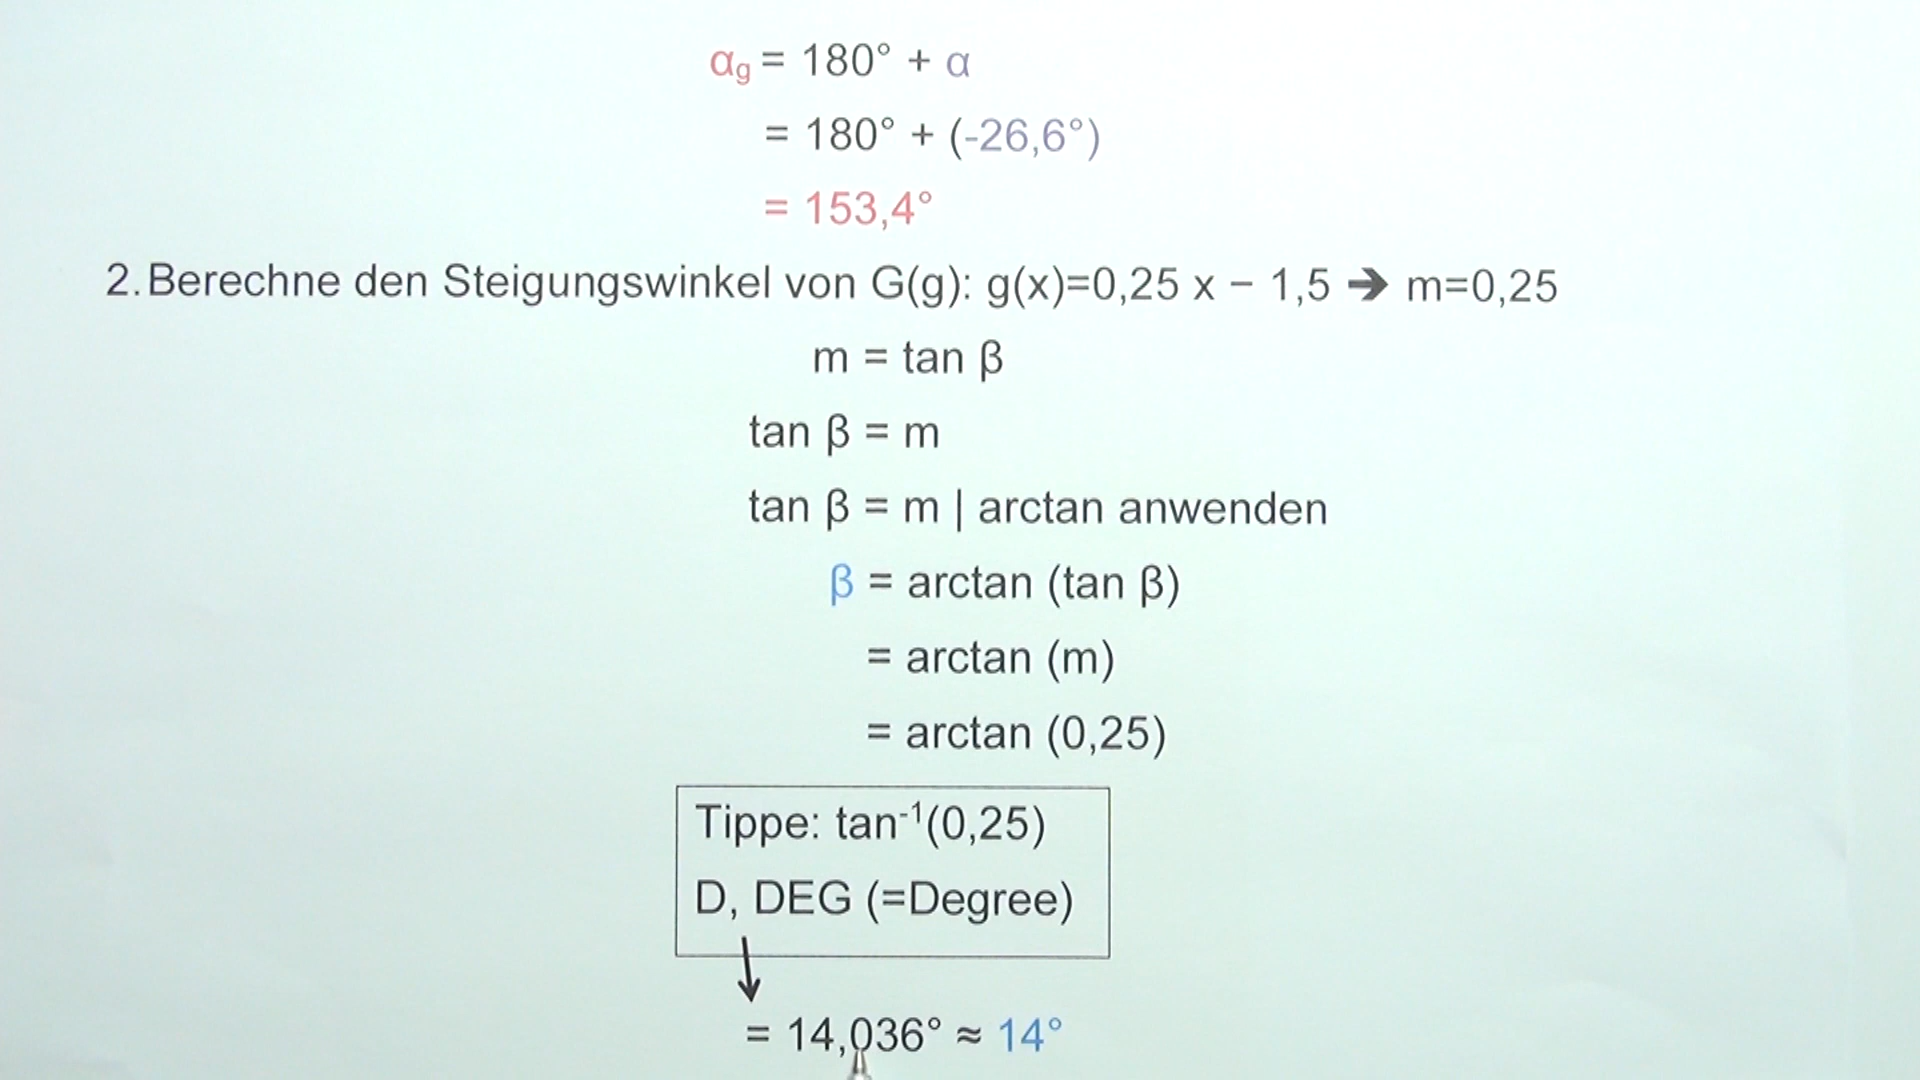 αg = 180° + α
= 180° + (-26,6°)
= 153,4°
2. Berechne den Steigungswinkel von G(g): g(x)=0,25 x − 1,5 ➔ m=0,25
m = tan β
tan β = m
tan β = m | arctan anwenden
β = arctan (tan β)
= arctan (m)
= arctan (0,25)
Tippe: tan⁻¹(0,25)
D, DEG (=Degree)
= 14,036° ≈ 14°